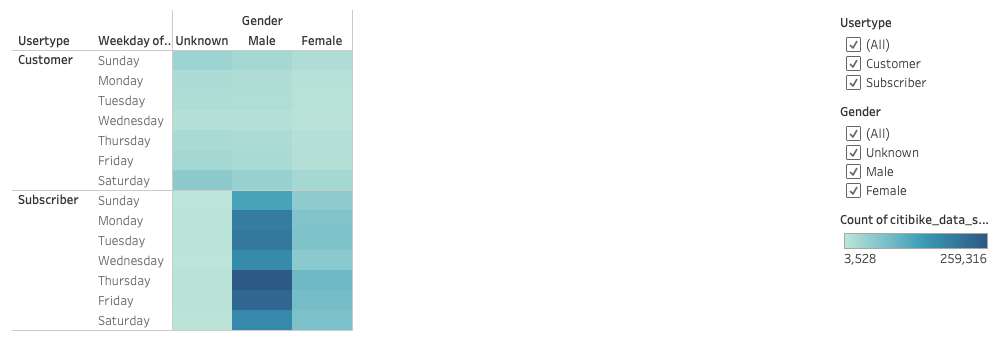 Gender
Usertype Weekday of.. Unknown Male Female
Customer Sunday
Monday
Tuesday
Wednesday
Thursday
Friday
Saturday
Subscriber Sunday
Monday
Tuesday
Wednesday
Thursday
Friday
Saturday
Usertype
(All)
Customer
Subscriber
Gender
(All)
Unknown
Male
Female
Count of citibike_data_s...
3,528 259,316